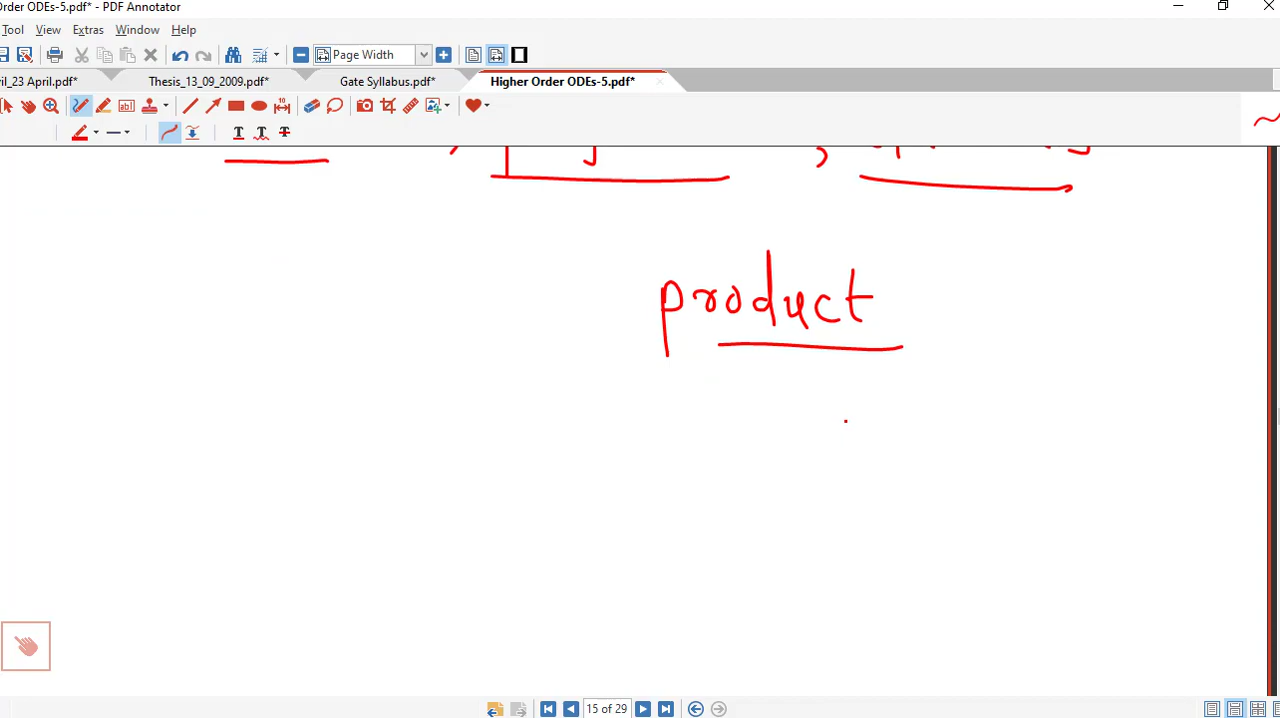 Order ODEs-5.pdf* - PDF Annotator
Tool View Extras Window Help
Page Width
il_23 April.pdf* Thesis_13_09_2009.pdf* Gate Syllabus.pdf* Higher Order ODEs-5.pdf*
product
15 of 29